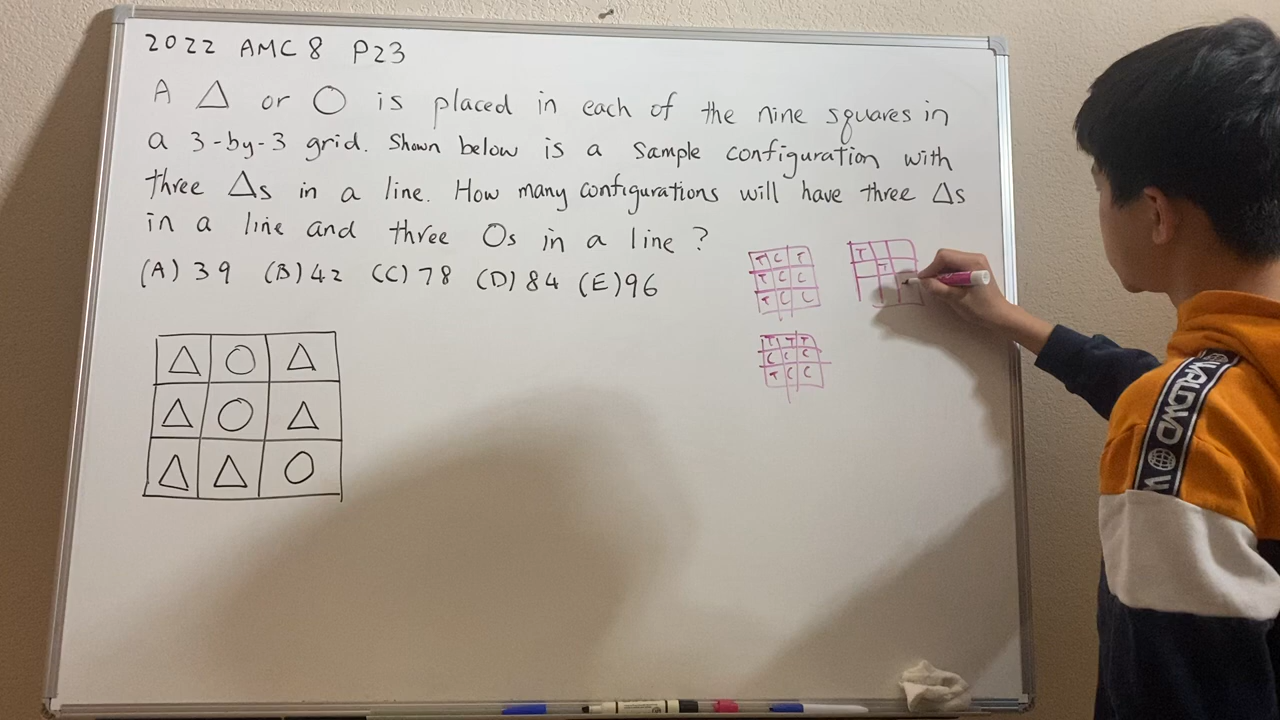 2022 AMC 8 P23
A △ or ○ is placed in each of the nine squares in
a 3-by-3 grid. Shown below is a sample configuration with
three △s in a line. How many configurations will have three △s
in a line and three Os in a line?
(A) 39 (B) 42 (C) 78 (D) 84 (E) 96
T C T
T C C
T C C
T
T
T T T
C C C
T C C
WRLDWD